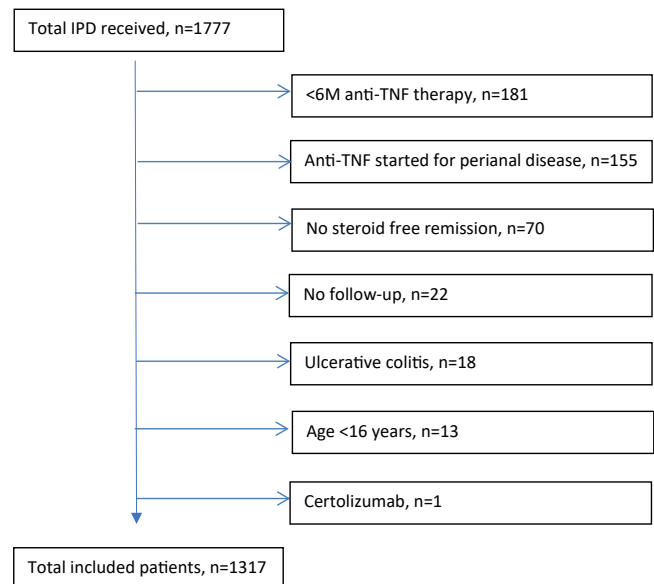 Total IPD received, n=1777
<6M anti-TNF therapy, n=181
Anti-TNF started for perianal disease, n=155
No steroid free remission, n=70
No follow-up, n=22
Ulcerative colitis, n=18
Age <16 years, n=13
Certolizumab, n=1
Total included patients, n=1317